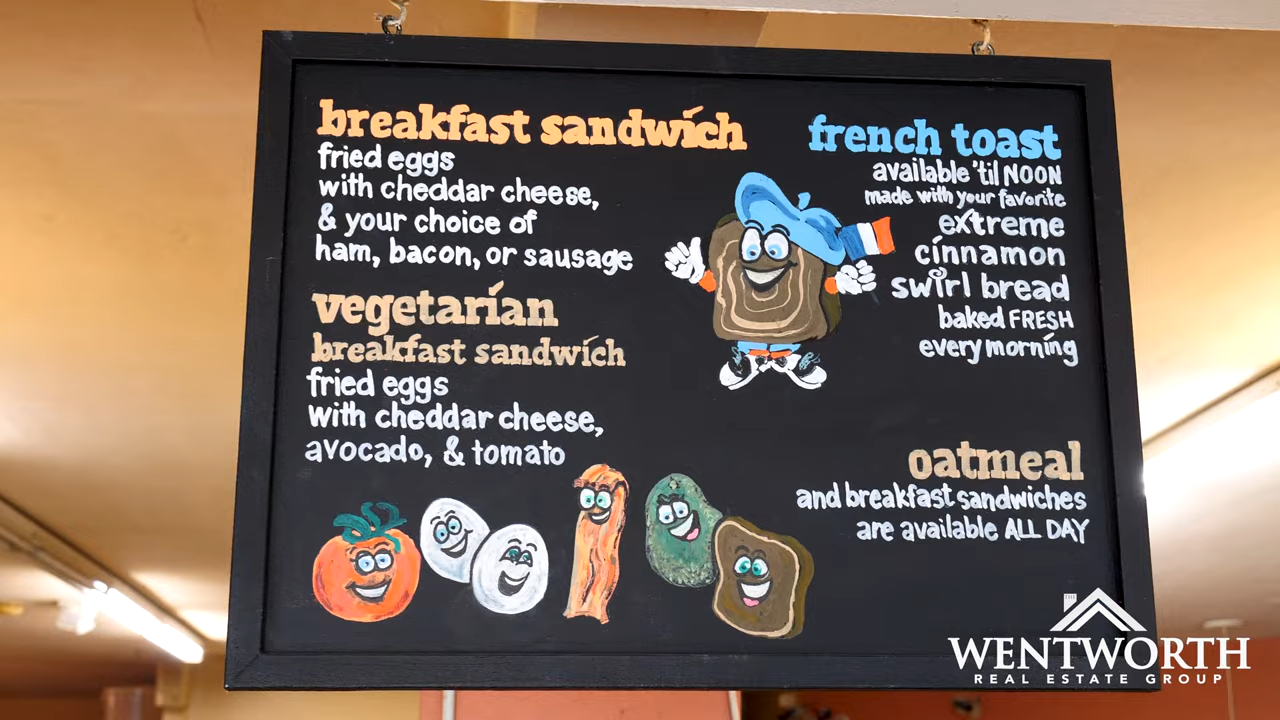 breakfast sandwich
fried eggs
with cheddar cheese,
& your choice of
ham, bacon, or sausage
vegetarian
breakfast sandwich
fried eggs
with cheddar cheese,
avocado, & tomato
french toast
available 'til NOON
made with your favorite
extreme
cinnamon
swirl bread
baked FRESH
every morning
oatmeal
and breakfast sandwiches
are available ALL DAY
WENTWORTH
REAL ESTATE GROUP